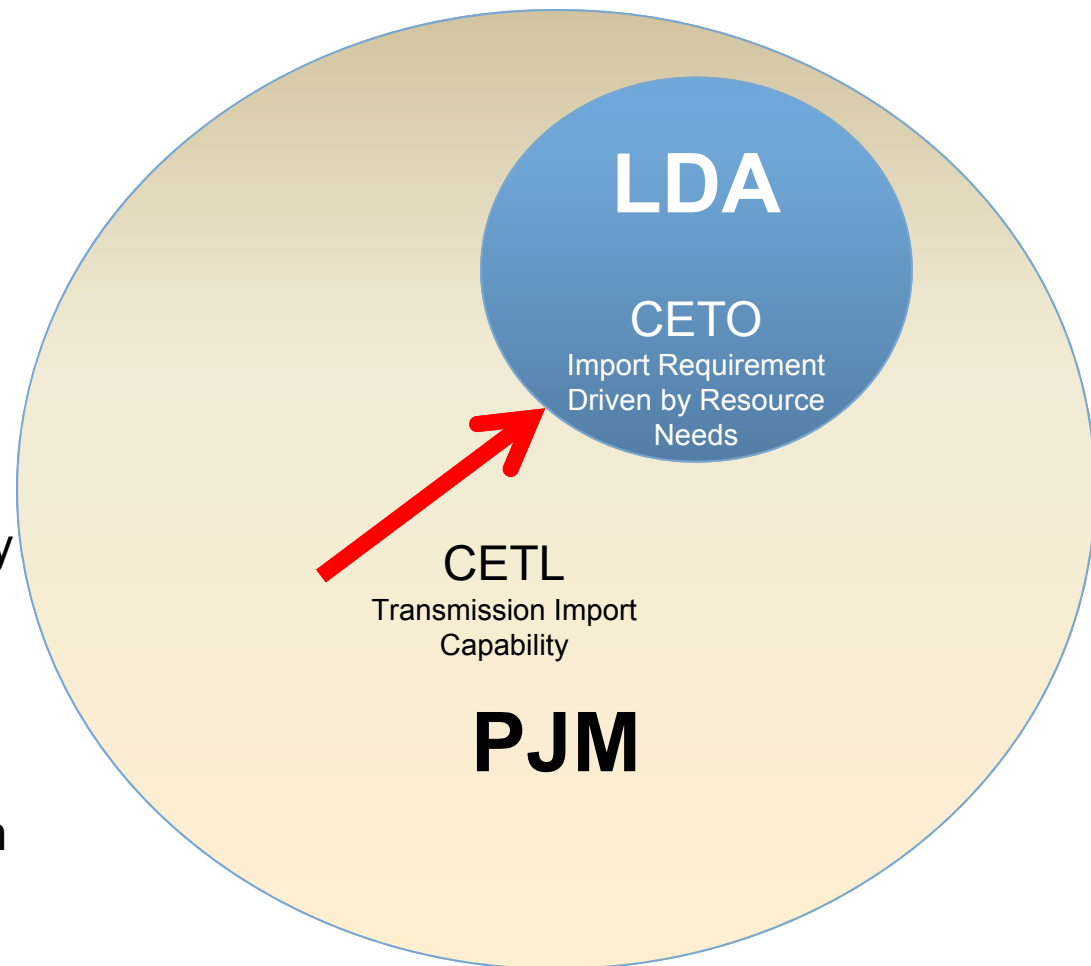 LDA
CETO
Import Requirement
Driven by Resource
Needs
CETL
Transmission Import
Capability
PJM